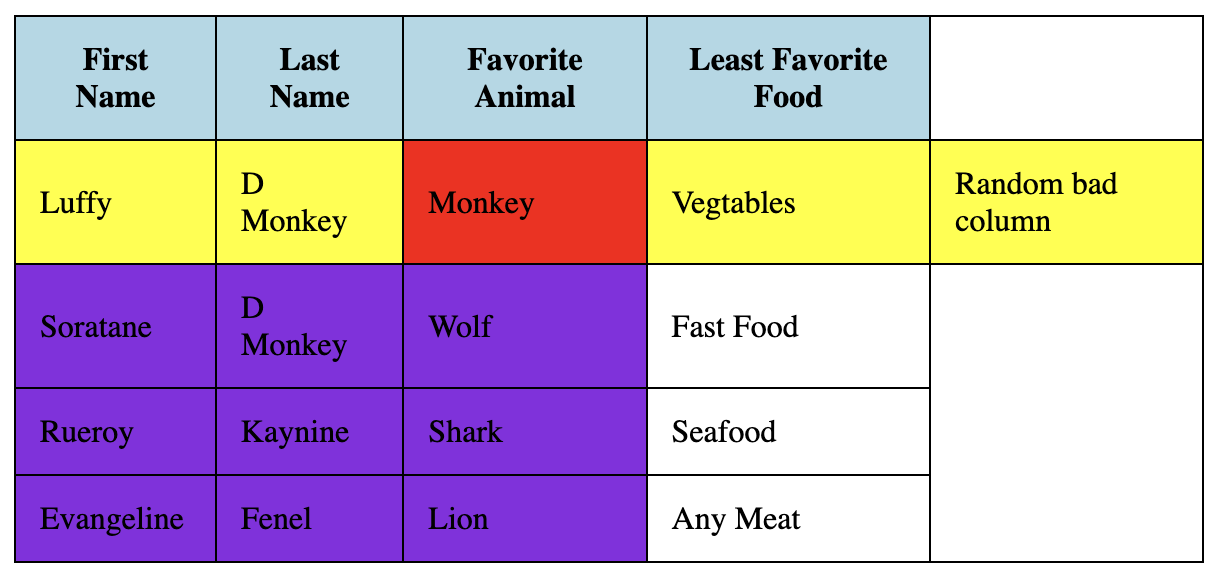 First Name
Last Name
Favorite Animal
Least Favorite Food
Luffy
D Monkey
Monkey
Vegtables
Random bad column
Soratane
D Monkey
Wolf
Fast Food
Rueroy
Kaynine
Shark
Seafood
Evangeline
Fenel
Lion
Any Meat